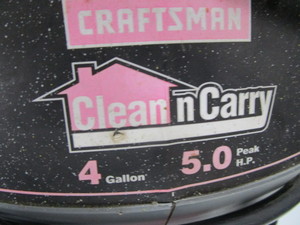 CRAFTSMAN
Clean n Carry
4 Gallon 5.0 Peak H.P.